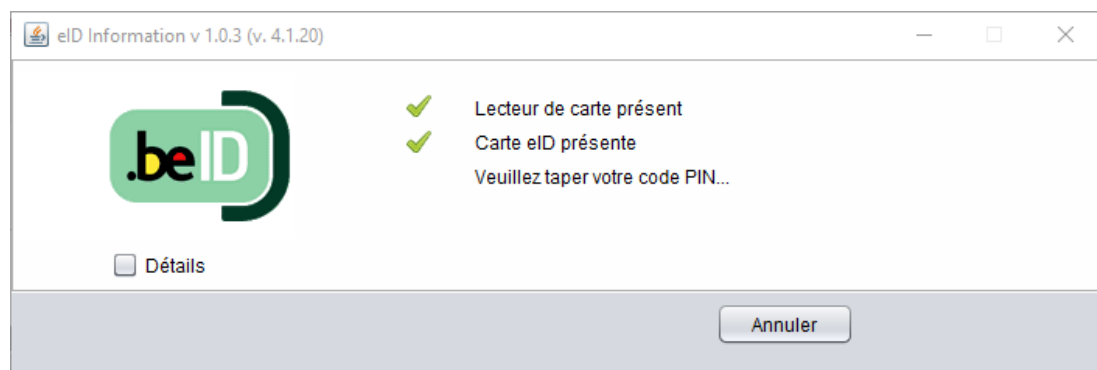 eID Information v 1.0.3 (v. 4.1.20)
Lecteur de carte présent
Carte eID présente
Veuillez taper votre code PIN...
.beID
Détails
Annuler